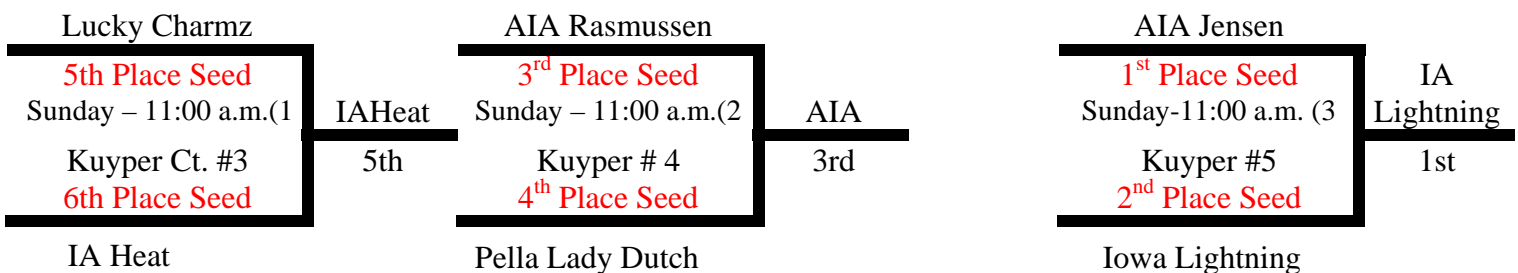 Lucky Charmz
5th Place Seed
Sunday – 11:00 a.m.(1
Kuyper Ct. #3
6th Place Seed
IA Heat
IAHeat
5th
AIA Rasmussen
3rd Place Seed
Sunday – 11:00 a.m.(2
Kuyper # 4
4th Place Seed
Pella Lady Dutch
AIA
3rd
AIA Jensen
1st Place Seed
Sunday-11:00 a.m. (3
Kuyper #5
2nd Place Seed
Iowa Lightning
IA
Lightning
1st